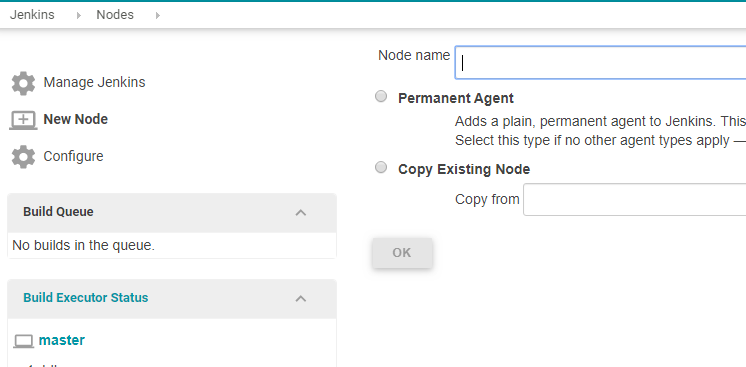 Jenkins Nodes
Manage Jenkins
New Node
Configure
Build Queue
No builds in the queue.
Build Executor Status
master
Node name
Permanent Agent
Adds a plain, permanent agent to Jenkins. This
Select this type if no other agent types apply —
Copy Existing Node
Copy from
OK